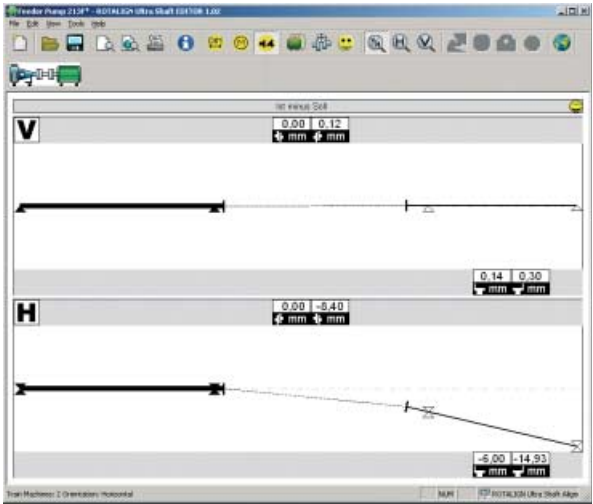 Feeder Pump 213F* - ROTALIGN Ultra Shaft EDITOR 1.02
File Edit View Tools Help
Ist minus Soll
V
0,00 0,12
mm mm
0,14 0,30
mm mm
H
0,00 -8,40
mm mm
-6,00 -14,93
mm mm
Train Machines: 2 Orientation: Horizontal NUM ROTALIGN Ultra Shaft Align